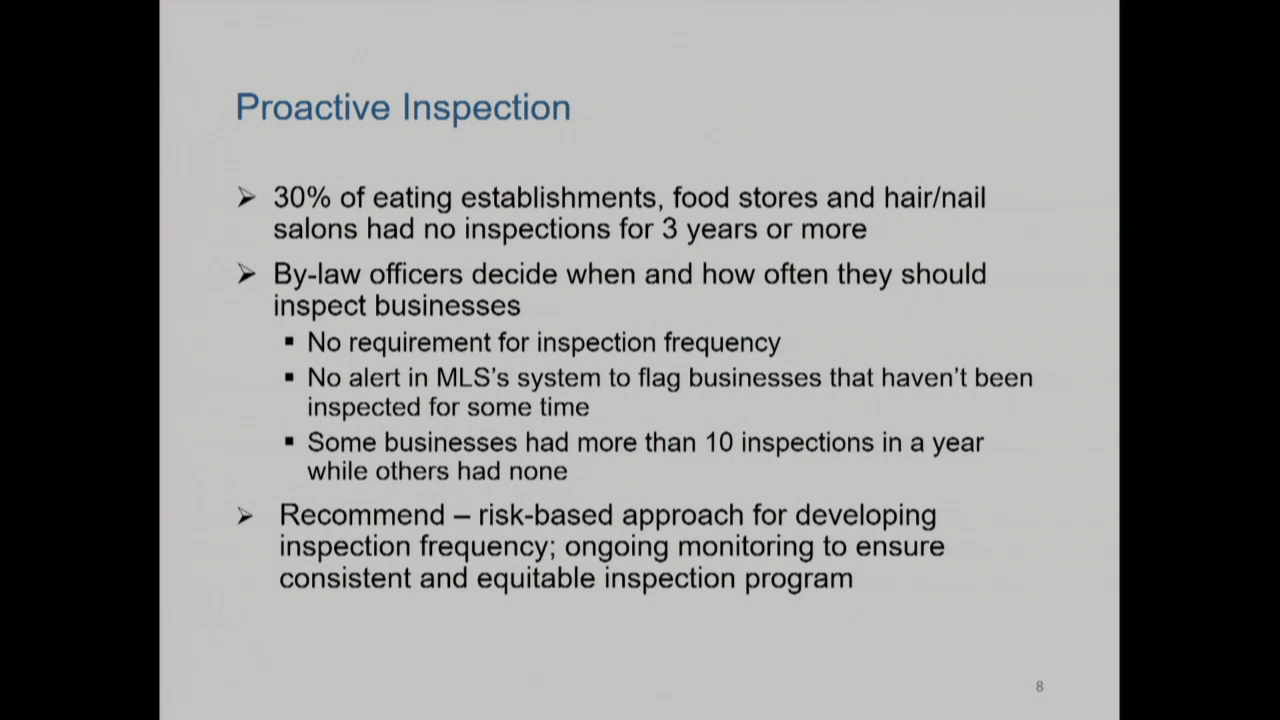 Proactive Inspection
➢ 30% of eating establishments, food stores and hair/nail
salons had no inspections for 3 years or more
➢ By-law officers decide when and how often they should
inspect businesses
▪ No requirement for inspection frequency
▪ No alert in MLS’s system to flag businesses that haven’t been
inspected for some time
▪ Some businesses had more than 10 inspections in a year
while others had none
➢ Recommend – risk-based approach for developing
inspection frequency; ongoing monitoring to ensure
consistent and equitable inspection program
8